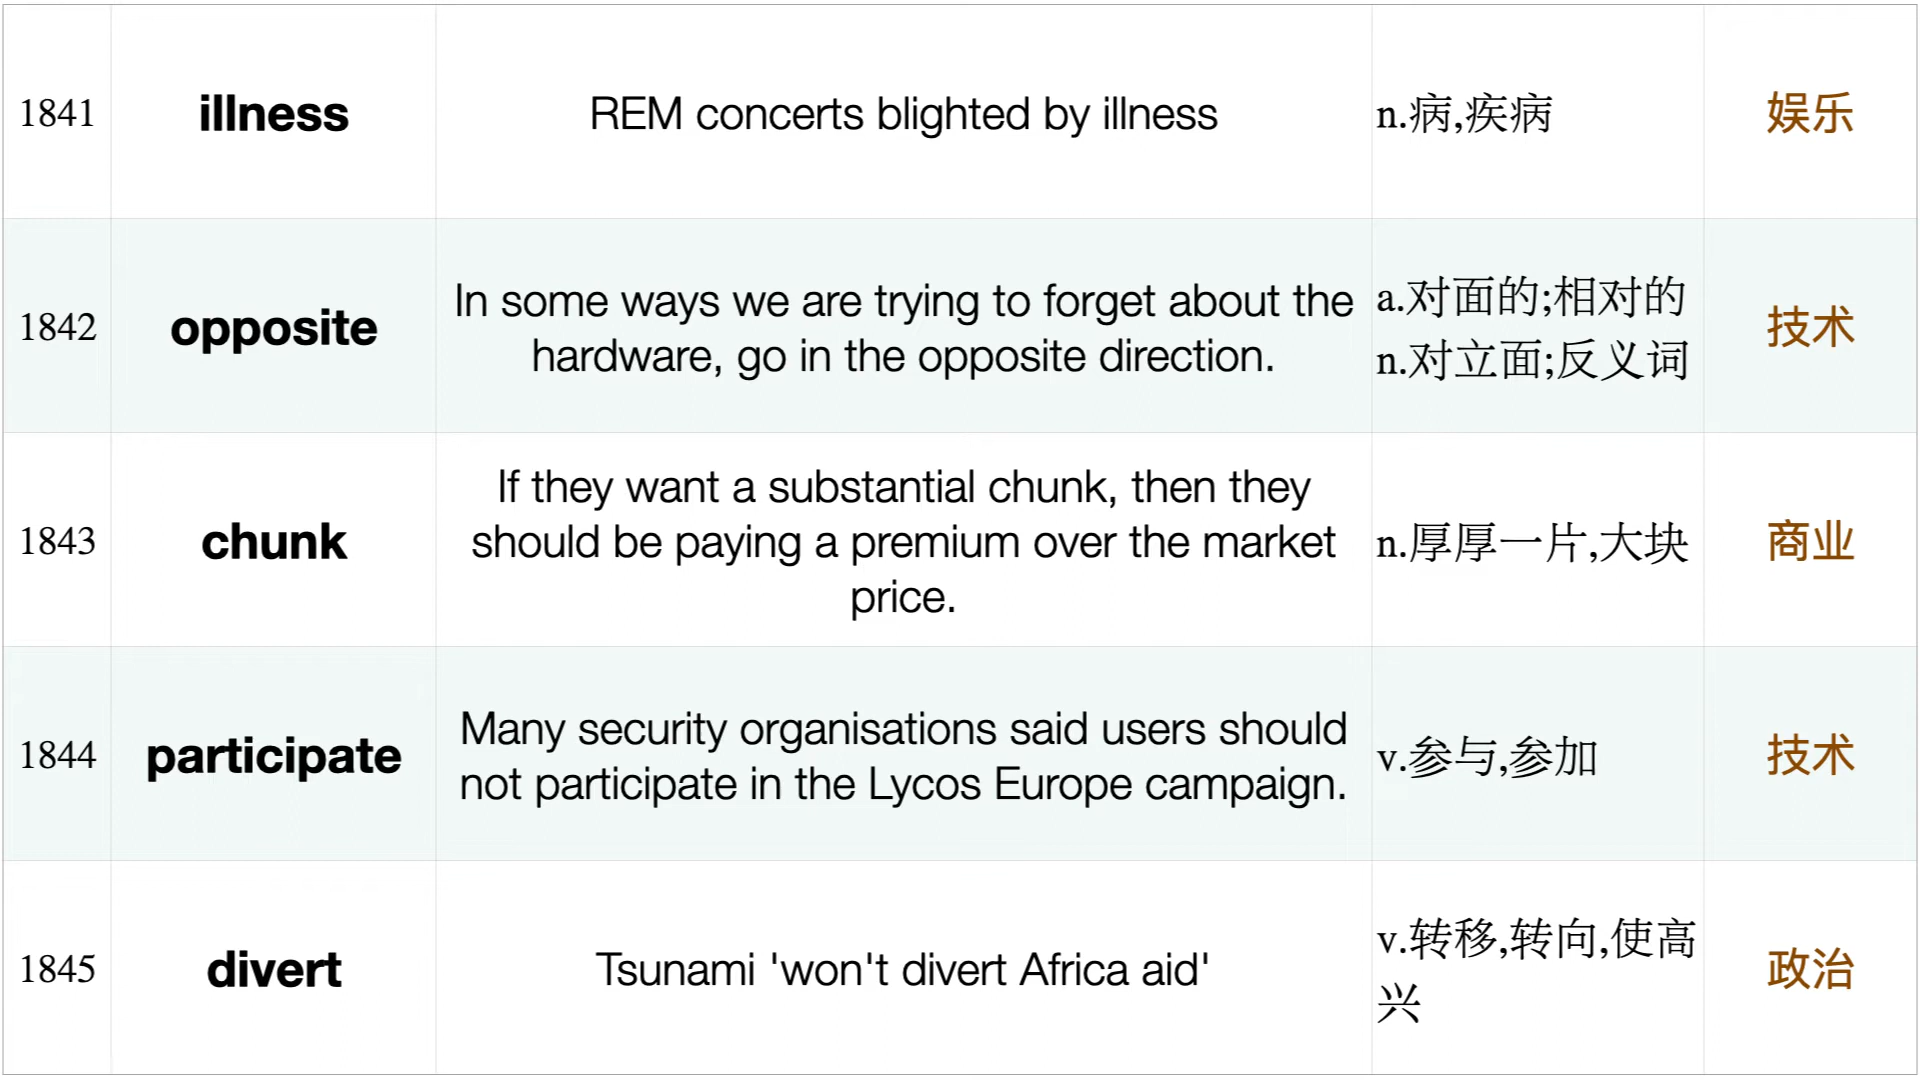 1841
illness
REM concerts blighted by illness
n.病,疾病
娱乐
1842
opposite
In some ways we are trying to forget about the
hardware, go in the opposite direction.
a.对面的;相对的
n.对立面;反义词
技术
1843
chunk
If they want a substantial chunk, then they
should be paying a premium over the market
price.
n.厚厚一片,大块
商业
1844
participate
Many security organisations said users should
not participate in the Lycos Europe campaign.
v.参与,参加
技术
1845
divert
Tsunami 'won't divert Africa aid'
v.转移,转向,使高
兴
政治